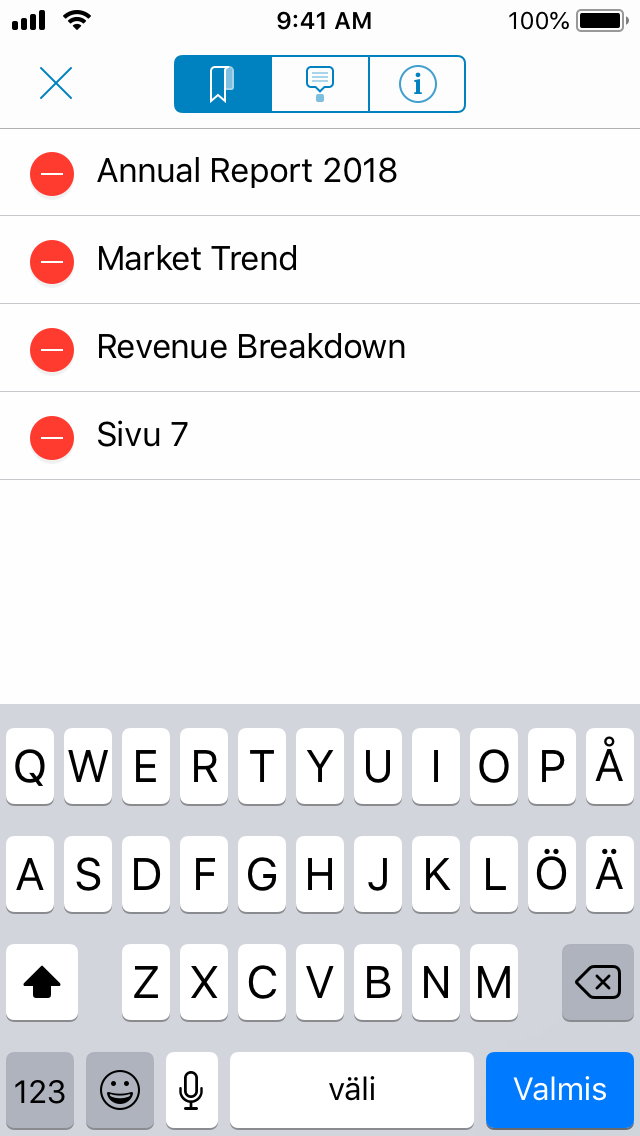 9:41 AM 100%
i
Annual Report 2018
Market Trend
Revenue Breakdown
Sivu 7
Q W E R T Y U I O P Å
A S D F G H J K L Ö Ä
Z X C V B N M
123 väli Valmis